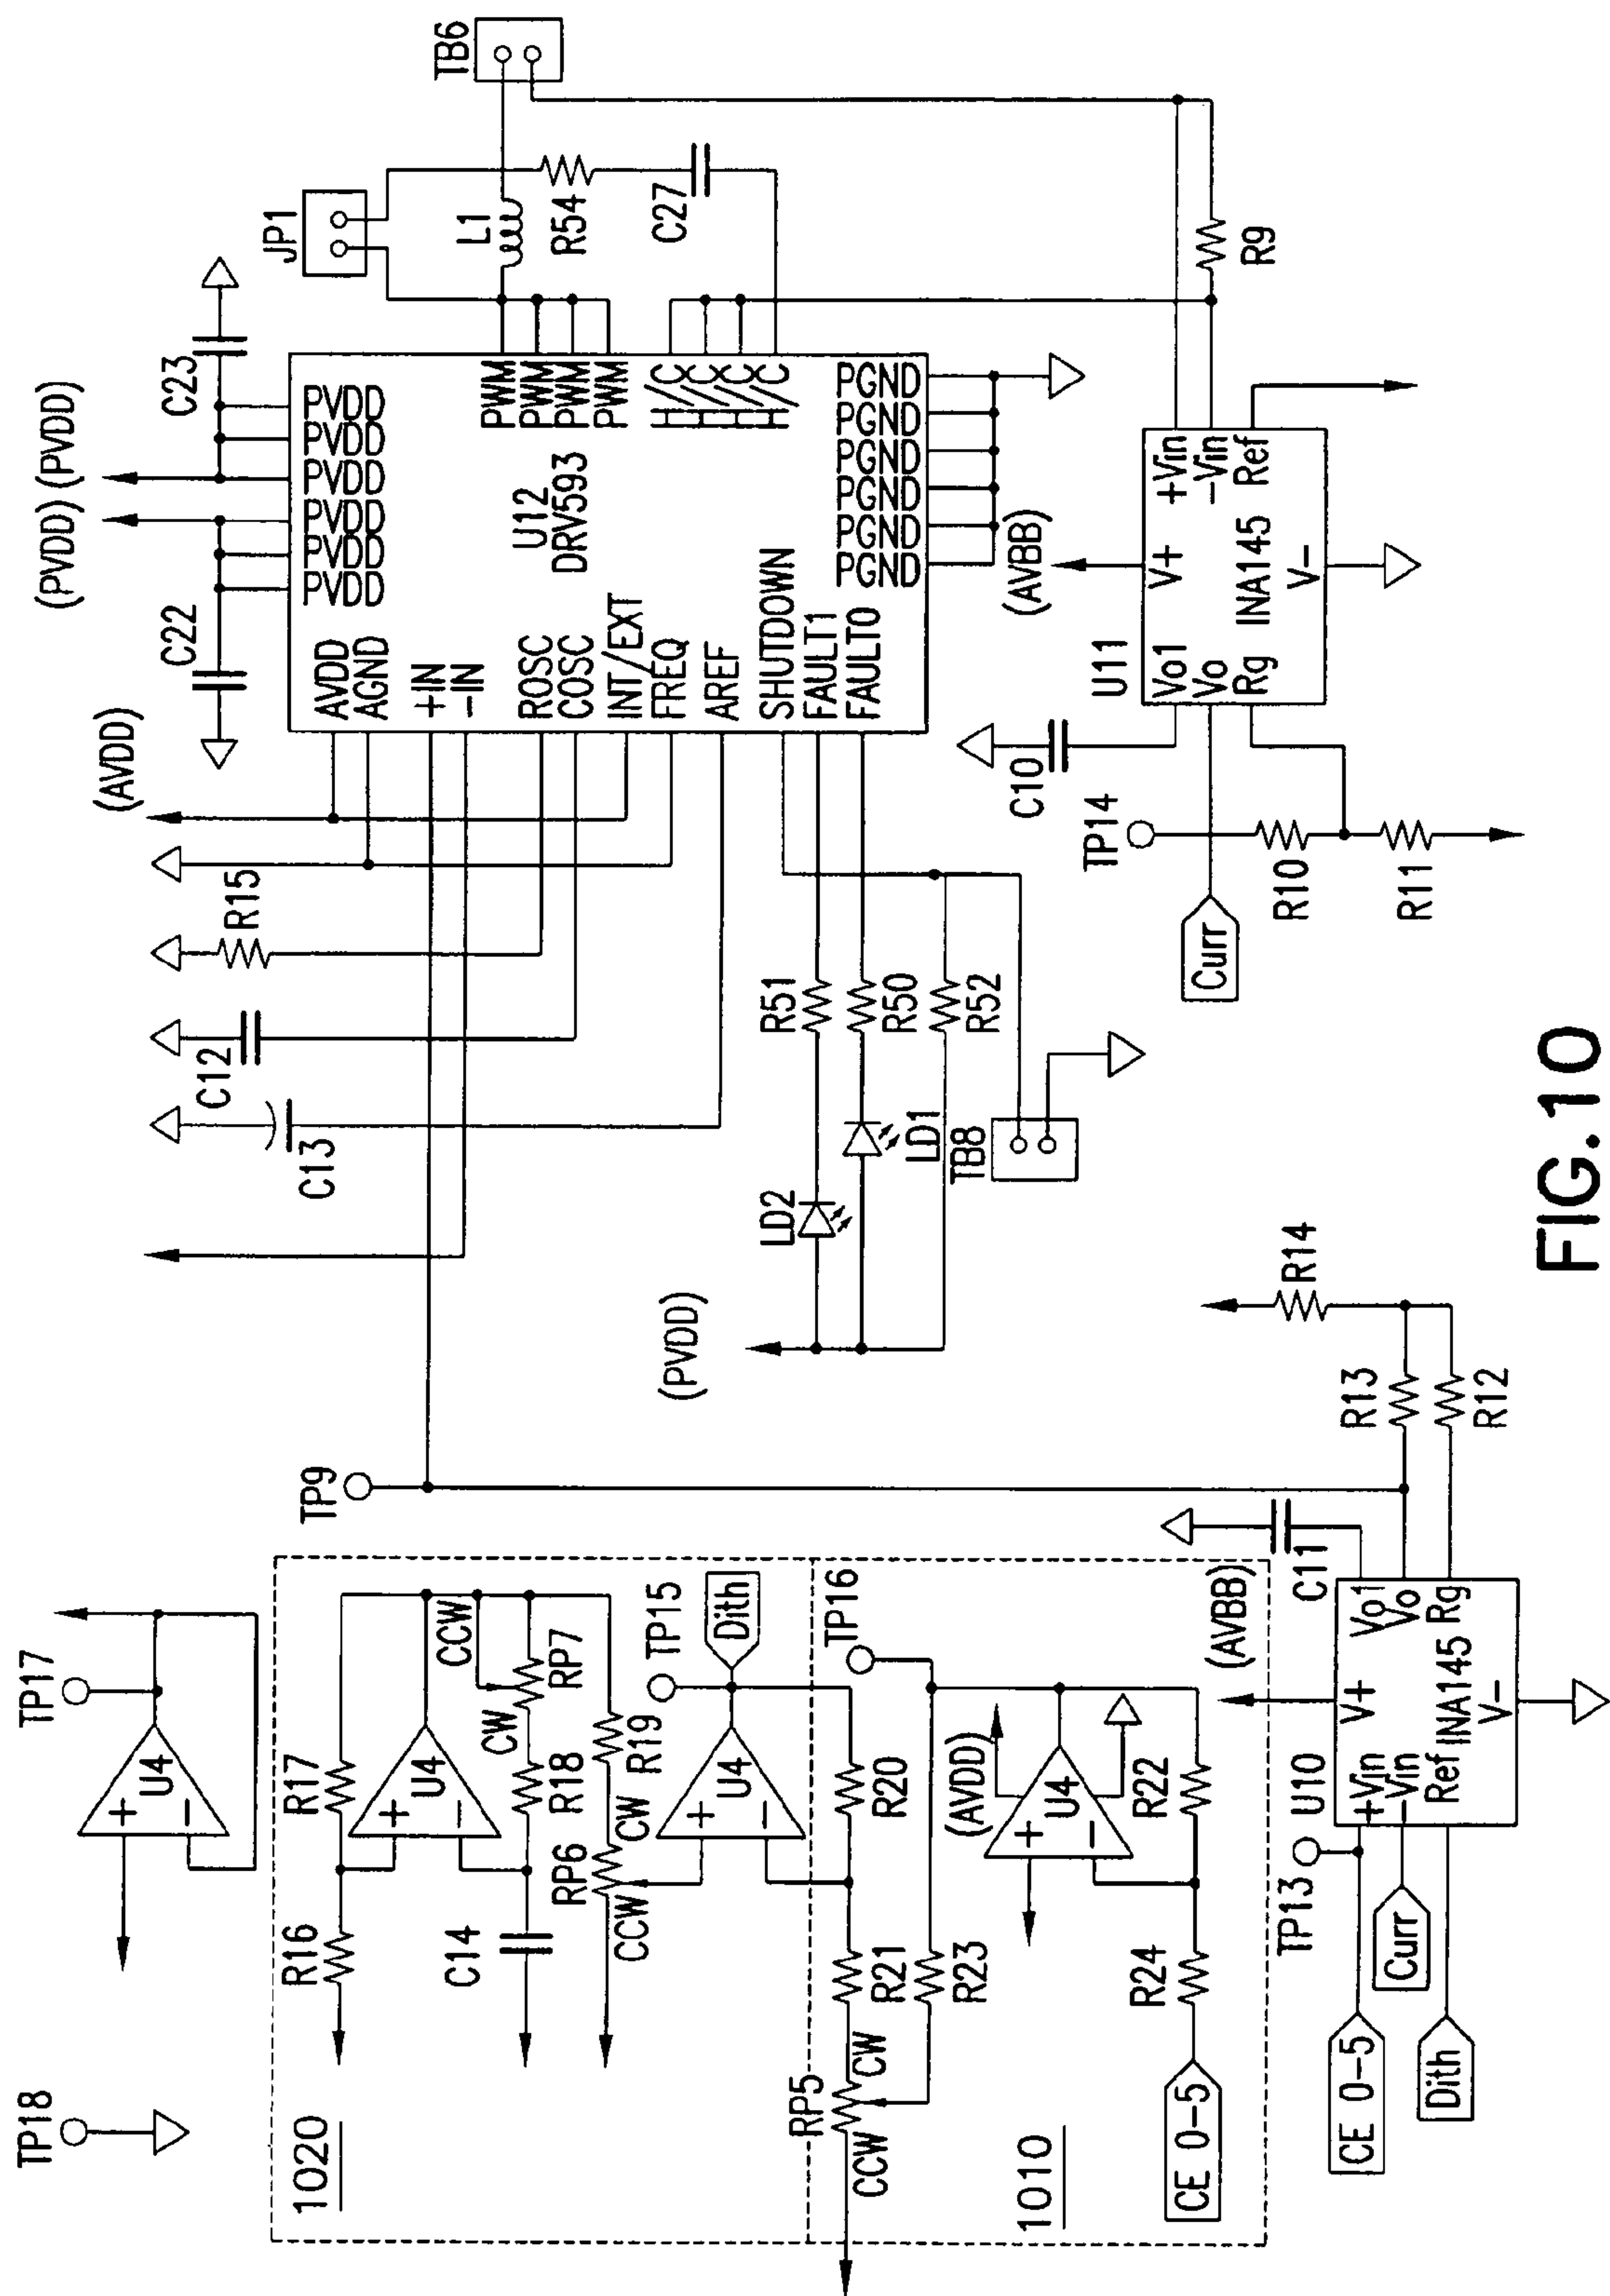 TP18
TP17
U4
+
−
1020
R16
R17
+
−
U4
C14
R18
CW
CCW
RP7
RP6
CCW
CW
R19
TP15
Dith
+
−
U4
R20
R21
RP5
CCW
CW
R23
TP16
1010
(AVDD)
+
−
U4
R22
R24
CE 0-5
TP9
TP13
CE 0-5
Curr
Dith
U10
(AVBB)
+Vin
−Vin
Ref
V+
INA145
V−
Vo1
Vo
Rg
C11
R13
R12
R14
(PVDD)
LD2
LD1
R51
R50
R52
TB8
C13
C12
R15
(AVDD)
C22
(PVDD)
(PVDD)
C23
AVDD
AGND
+IN
−IN
ROSC
COSC
INT/EXT
FREQ
AREF
SHUTDOWN
FAULT1
FAULT0
PVDD
PVDD
PVDD
PVDD
PVDD
PVDD
U12
DRV593
PWM
PWM
PWM
PWM
H/C
H/C
H/C
H/C
PGND
PGND
PGND
PGND
PGND
PGND
JP1
L1
R54
C27
TB6
R9
(AVBB)
U11
C10
TP14
Curr
R10
R11
Vo1
Vo
Rg
V+
INA145
V−
+Vin
−Vin
Ref
FIG.10